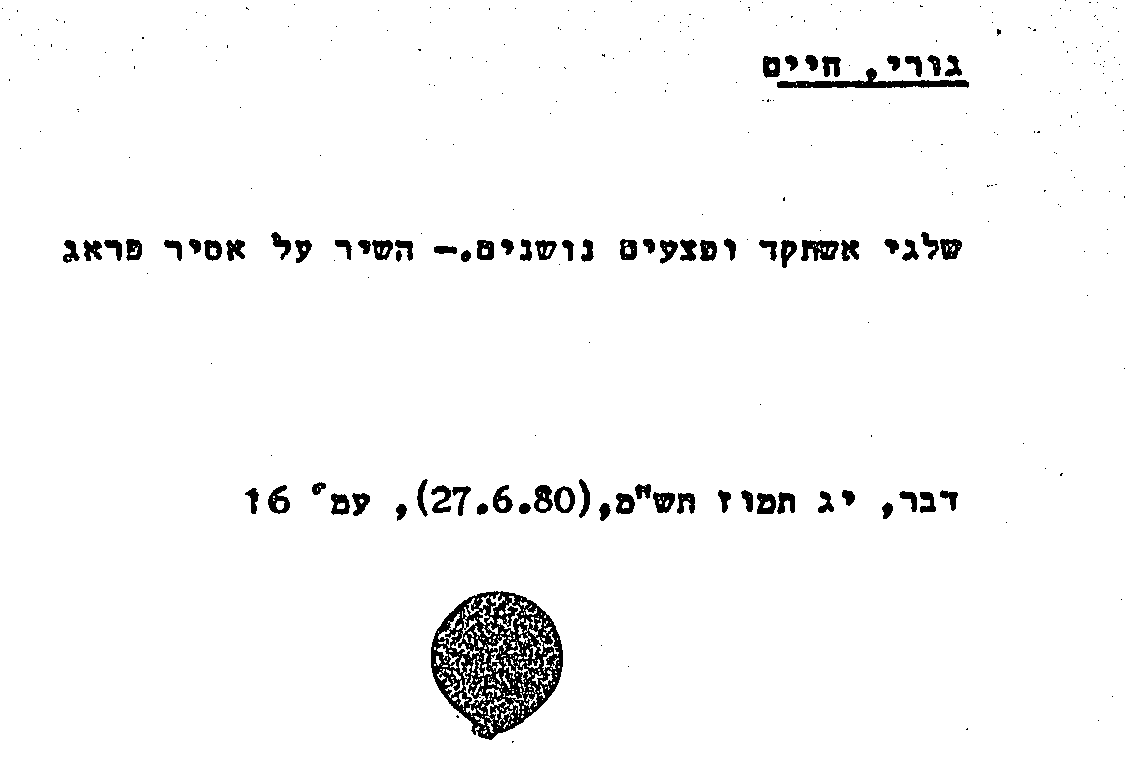 גורי, חיים
שלגי אשתקד ופצעים נושנים.– השיר על אסיר פראג
דבר, יג תמוז תש"מ,(27.6.80), עמ' 16